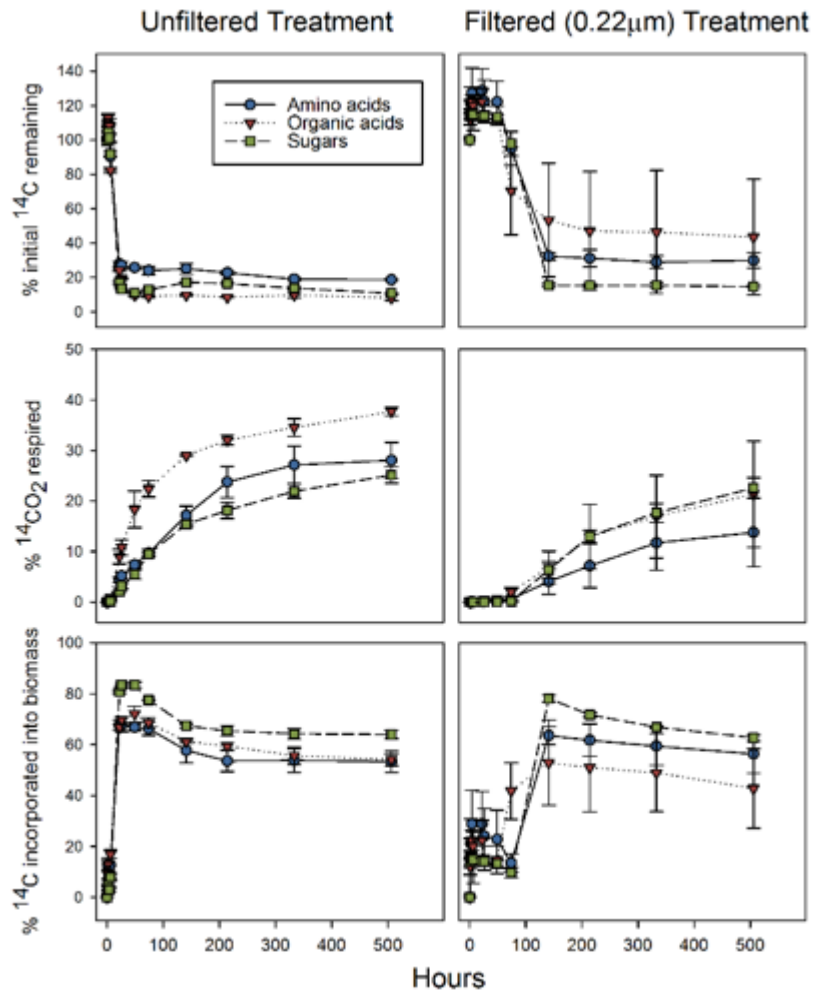 Unfiltered Treatment
Filtered (0.22μm) Treatment
% initial ¹⁴C remaining
140
120
100
80
60
40
20
0
Amino acids
Organic acids
Sugars
% ¹⁴CO₂ respired
50
40
30
20
10
0
% ¹⁴C incorporated into biomass
100
80
60
40
20
0
0 100 200 300 400 500
0 100 200 300 400 500
Hours